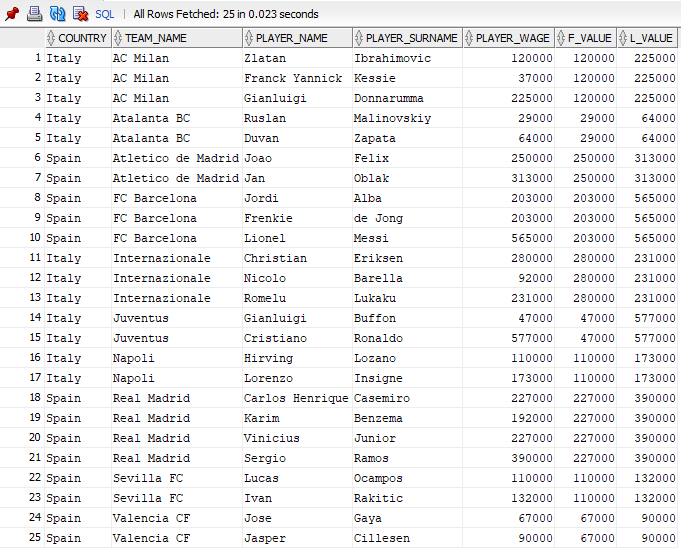 SQL | All Rows Fetched: 25 in 0.023 seconds
COUNTRY TEAM_NAME PLAYER_NAME PLAYER_SURNAME PLAYER_WAGE F_VALUE L_VALUE
1 Italy AC Milan Zlatan Ibrahimovic 120000 120000 225000
2 Italy AC Milan Franck Yannick Kessie 37000 120000 225000
3 Italy AC Milan Gianluigi Donnarumma 225000 120000 225000
4 Italy Atalanta BC Ruslan Malinovskiy 29000 29000 64000
5 Italy Atalanta BC Duvan Zapata 64000 29000 64000
6 Spain Atletico de Madrid Joao Felix 250000 250000 313000
7 Spain Atletico de Madrid Jan Oblak 313000 250000 313000
8 Spain FC Barcelona Jordi Alba 203000 203000 565000
9 Spain FC Barcelona Frenkie de Jong 203000 203000 565000
10 Spain FC Barcelona Lionel Messi 565000 203000 565000
11 Italy Internazionale Christian Eriksen 280000 280000 231000
12 Italy Internazionale Nicolo Barella 92000 280000 231000
13 Italy Internazionale Romelu Lukaku 231000 280000 231000
14 Italy Juventus Gianluigi Buffon 47000 47000 577000
15 Italy Juventus Cristiano Ronaldo 577000 47000 577000
16 Italy Napoli Hirving Lozano 110000 110000 173000
17 Italy Napoli Lorenzo Insigne 173000 110000 173000
18 Spain Real Madrid Carlos Henrique Casemiro 227000 227000 390000
19 Spain Real Madrid Karim Benzema 192000 227000 390000
20 Spain Real Madrid Vinicius Junior 227000 227000 390000
21 Spain Real Madrid Sergio Ramos 390000 227000 390000
22 Spain Sevilla FC Lucas Ocampos 110000 110000 132000
23 Spain Sevilla FC Ivan Rakitic 132000 110000 132000
24 Spain Valencia CF Jose Gaya 67000 67000 90000
25 Spain Valencia CF Jasper Cillesen 90000 67000 90000